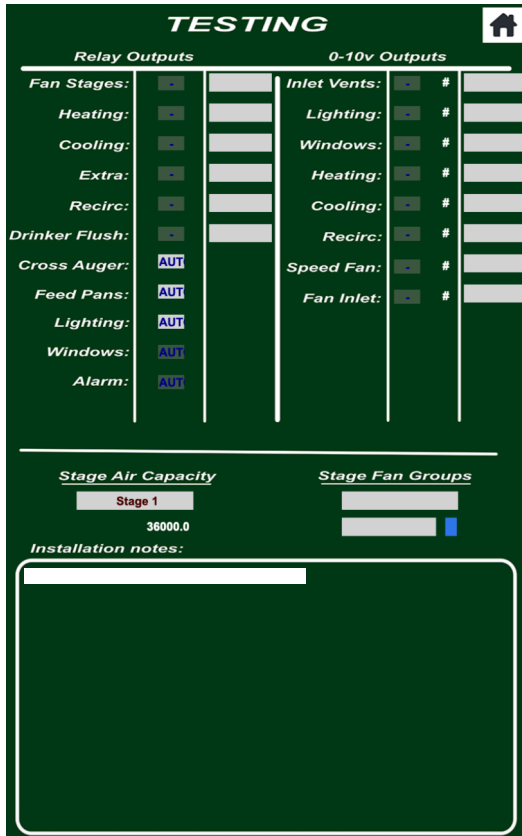 TESTING
Relay Outputs
0-10v Outputs
Fan Stages: -
Heating: -
Cooling: -
Extra: -
Recirc: -
Drinker Flush: -
Cross Auger: AUT
Feed Pans: AUT
Lighting: AUT
Windows: AUT
Alarm: AUT
Inlet Vents: - #
Lighting: - #
Windows: - #
Heating: - #
Cooling: - #
Recirc: - #
Speed Fan: - #
Fan Inlet: - #
Stage Air Capacity
Stage 1
36000.0
Stage Fan Groups
Installation notes: